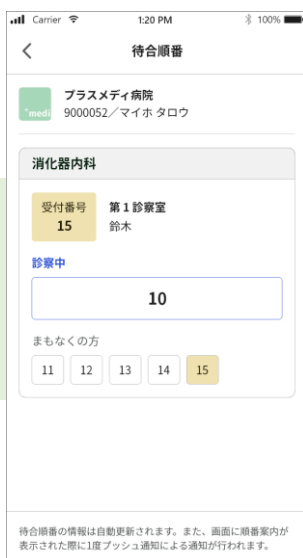 Carrier 1:20 PM 100%
待合順番
プラスメディ病院
*medi
9000052／マイホ タロウ
消化器内科
受付番号 第1診察室
15 鈴木
診察中
10
まもなくの方
11 12 13 14 15
待合順番の情報は自動更新されます。また、画面に順番案内が
表示された際に1度プッシュ通知による通知が行われます。